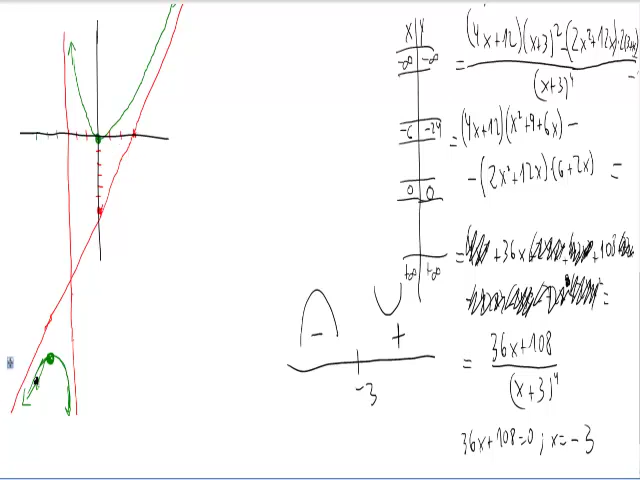 x y
-∞ -∞
-6 -24
0 0
+∞ +∞
- +
-3
= (4x+12)(x+3)² - (2x²+12x)·2(3+x)
(x+3)⁴
= (4x+12)(x²+9+6x) -
-(2x²+12x)·(6+2x) =
= +36x + +108
- =
= 36x+108
(x+3)⁴
36x+108=0; x=-3